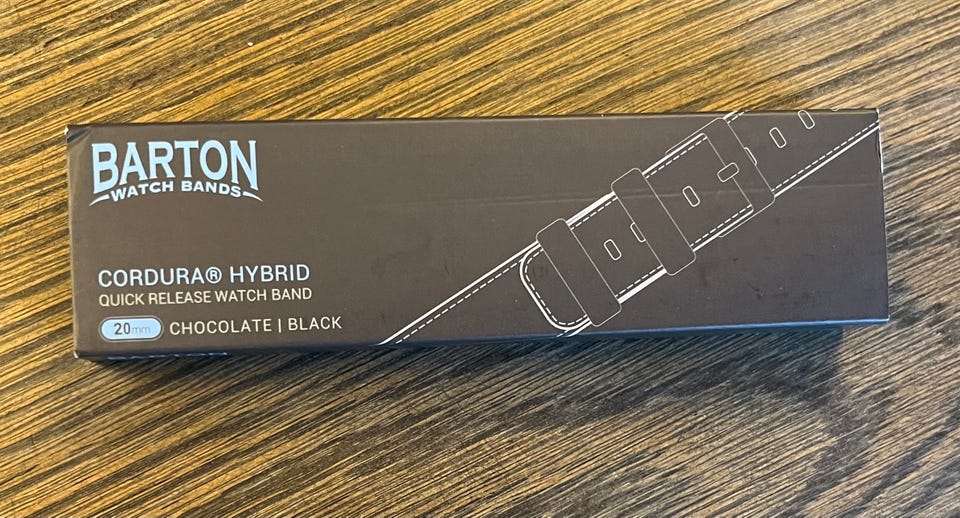 BARTON
WATCH BANDS
CORDURA® HYBRID
QUICK RELEASE WATCH BAND
20mm CHOCOLATE | BLACK